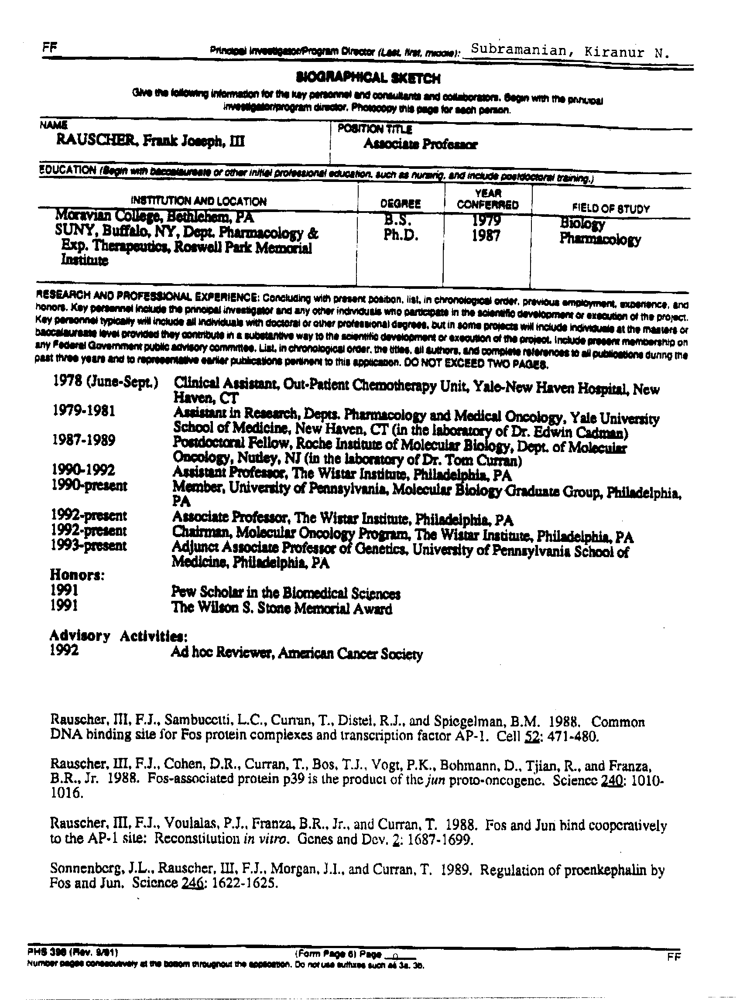 FF
Principal Investigator/Program Director (Last, first, middle): Subramanian, Kiranur N.
BIOGRAPHICAL SKETCH
Give the following information for the key personnel and consultants and collaborators. Begin with the principal
investigator/program director. Photocopy this page for each person.
NAME
POSITION TITLE
RAUSCHER, Frank Joseph, III
Associate Professor
EDUCATION (Begin with baccalaureate or other initial professional education, such as nursing, and include postdoctoral training.)
INSTITUTION AND LOCATION
DEGREE
YEAR
CONFERRED
FIELD OF STUDY
Moravian College, Bethlehem, PA
B.S.
1979
Biology
SUNY, Buffalo, NY, Dept. Pharmacology &
Ph.D.
1987
Pharmacology
Exp. Therapeutics, Roswell Park Memorial
Institute
RESEARCH AND PROFESSIONAL EXPERIENCE: Concluding with present position, list, in chronological order, previous employment, experience, and
honors. Key personnel include the principal investigator and any other individuals who participate in the scientific development or execution of the project.
Key personnel typically will include all individuals with doctoral or other professional degrees, but in some projects will include individuals at the masters or
baccalaureate level provided they contribute in a substantive way to the scientific development or execution of the project. Include present membership on
any Federal Government public advisory committee. List, in chronological order, the titles, all authors, and complete references to all publications during the
past three years and to representative earlier publications pertinent to this application. DO NOT EXCEED TWO PAGES.
1978 (June-Sept.) Clinical Assistant, Out-Patient Chemotherapy Unit, Yale-New Haven Hospital, New
Haven, CT
1979-1981 Assistant in Research, Depts. Pharmacology and Medical Oncology, Yale University
School of Medicine, New Haven, CT (in the laboratory of Dr. Edwin Cadman)
1987-1989 Postdoctoral Fellow, Roche Institute of Molecular Biology, Dept. of Molecular
Oncology, Nutley, NJ (in the laboratory of Dr. Tom Curran)
1990-1992 Assistant Professor, The Wistar Institute, Philadelphia, PA
1990-present Member, University of Pennsylvania, Molecular Biology Graduate Group, Philadelphia,
PA
1992-present Associate Professor, The Wistar Institute, Philadelphia, PA
1992-present Chairman, Molecular Oncology Program, The Wistar Institute, Philadelphia, PA
1993-present Adjunct Associate Professor of Genetics, University of Pennsylvania School of
Medicine, Philadelphia, PA
Honors:
1991 Pew Scholar in the Biomedical Sciences
1991 The Wilson S. Stone Memorial Award
Advisory Activities:
1992 Ad hoc Reviewer, American Cancer Society
Rauscher, III, F.J., Sambucetti, L.C., Curran, T., Distel, R.J., and Spiegelman, B.M. 1988. Common
DNA binding site for Fos protein complexes and transcription factor AP-1. Cell 52: 471-480.
Rauscher, III, F.J., Cohen, D.R., Curran, T., Bos, T.J., Vogt, P.K., Bohmann, D., Tjian, R., and Franza,
B.R., Jr. 1988. Fos-associated protein p39 is the product of the jun proto-oncogene. Science 240: 1010-
1016.
Rauscher, III, F.J., Voulalas, P.J., Franza, B.R., Jr., and Curran, T. 1988. Fos and Jun bind cooperatively
to the AP-1 site: Reconstitution in vitro. Genes and Dev. 2: 1687-1699.
Sonnenberg, J.L., Rauscher, III, F.J., Morgan, J.I., and Curran, T. 1989. Regulation of proenkephalin by
Fos and Jun. Science 246: 1622-1625.
PHS 398 (Rev. 9/91)
(Form Page 6) Page
FF
Number pages consecutively at the bottom throughout the application. Do not use suffixes such as 3a, 3b.